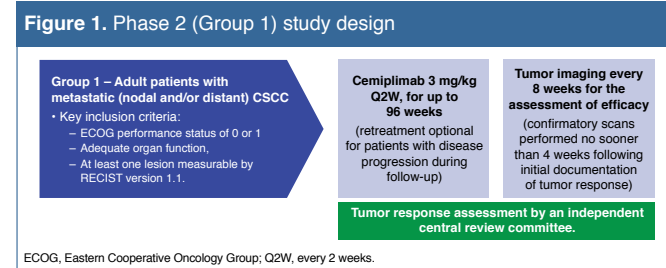 Figure 1. Phase 2 (Group 1) study design
Group 1 – Adult patients with
metastatic (nodal and/or distant) CSCC
• Key inclusion criteria:
– ECOG performance status of 0 or 1
– Adequate organ function,
– At least one lesion measurable by
RECIST version 1.1.
Cemiplimab 3 mg/kg
Q2W, for up to
96 weeks
(retreatment optional
for patients with disease
progression during
follow-up)
Tumor imaging every
8 weeks for the
assessment of efficacy
(confirmatory scans
performed no sooner
than 4 weeks following
initial documentation
of tumor response)
Tumor response assessment by an independent
central review committee.
ECOG, Eastern Cooperative Oncology Group; Q2W, every 2 weeks.